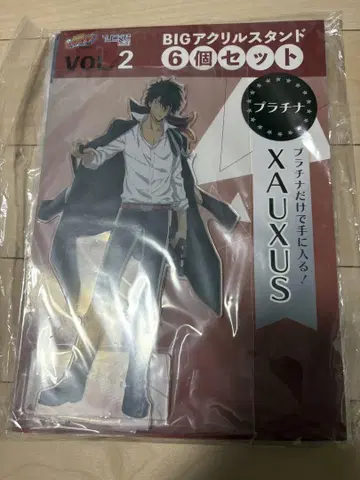 vol.2
BIGアクリルスタンド
6個セット
プラチナ
プラチナだけで手に入る!
XAUXUS